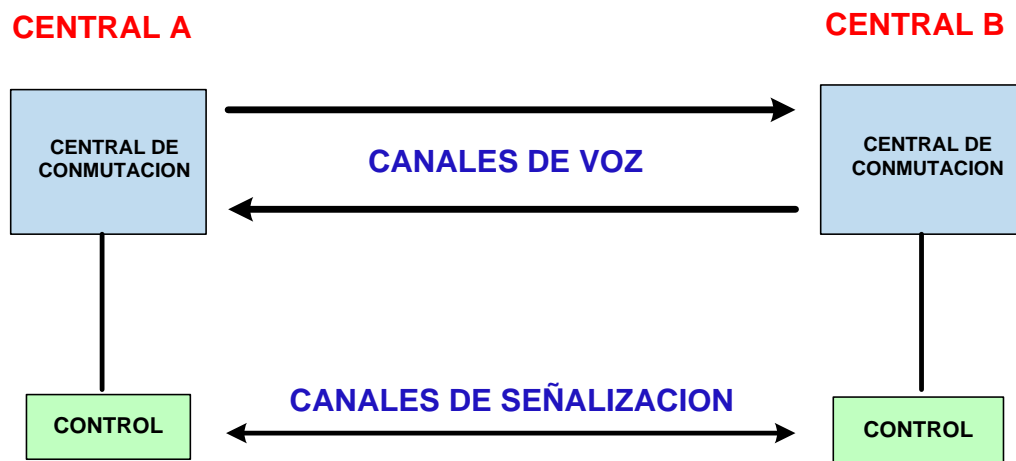 CENTRAL A
CENTRAL B
CENTRAL DE
CONMUTACION
CANALES DE VOZ
CENTRAL DE
CONMUTACION
CANALES DE SEÑALIZACION
CONTROL
CONTROL